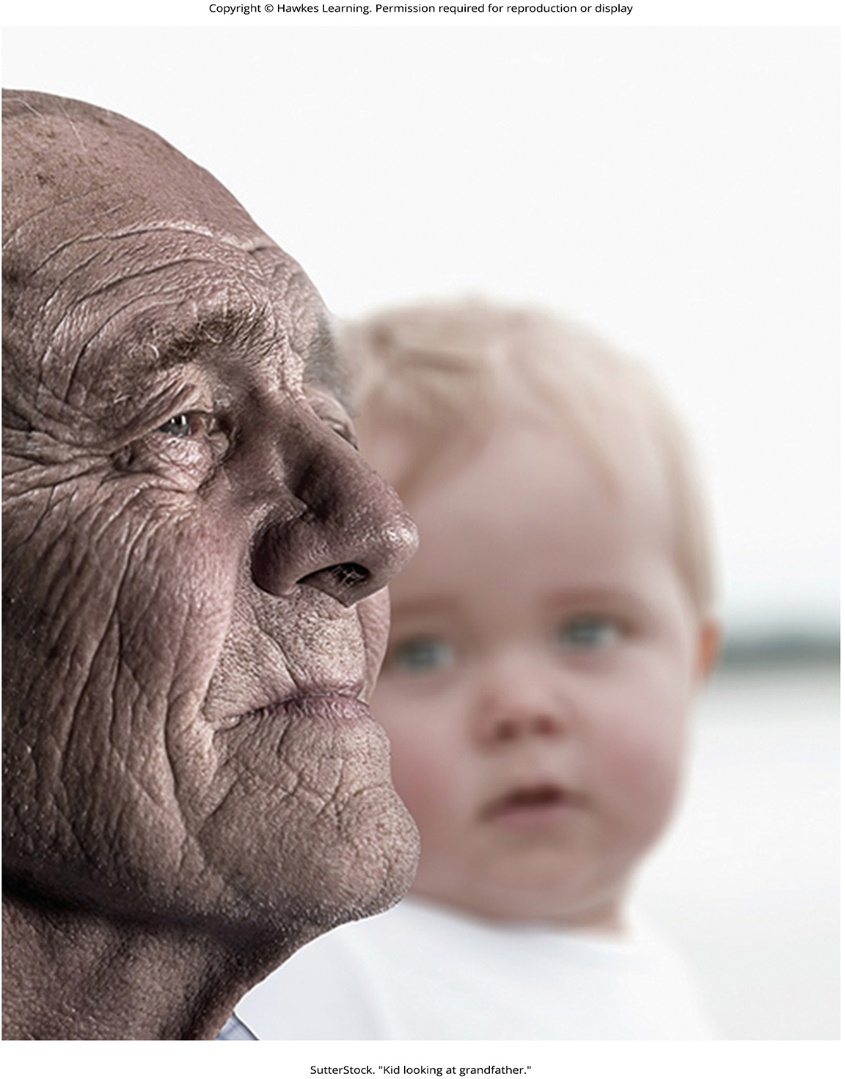 Copyright © Hawkes Learning. Permission required for reproduction or display
SutterStock. "Kid looking at grandfather."